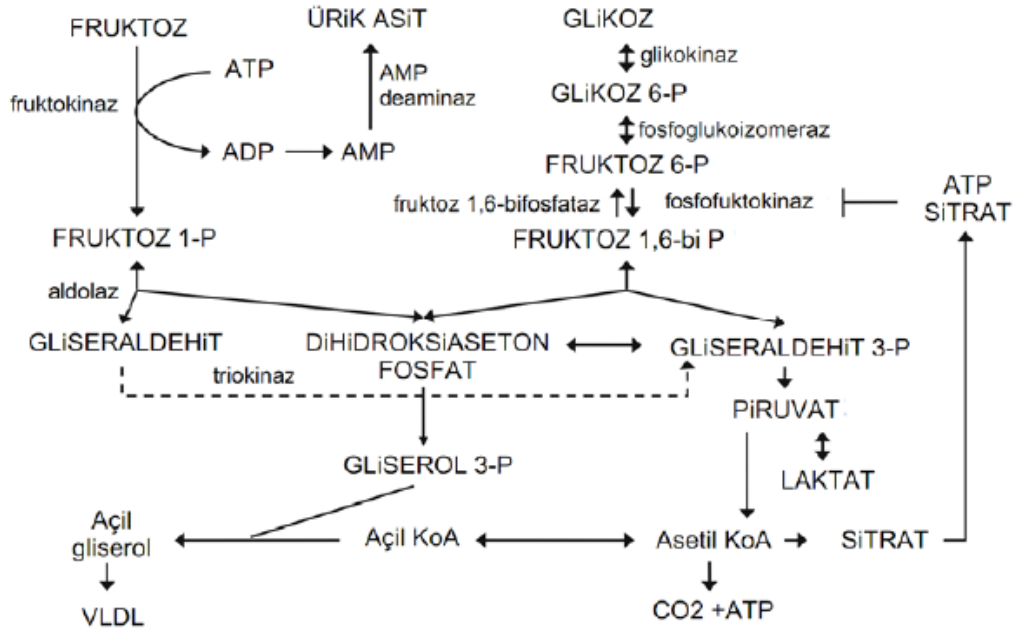 FRUKTOZ
ÜRiK ASiT
GLiKOZ
ATP
AMP
deaminaz
glikokinaz
fruktokinaz
GLiKOZ 6-P
fosfoglukoizomeraz
ADP
AMP
FRUKTOZ 6-P
ATP
SiTRAT
fruktoz 1,6-bifosfataz
fosfofuktokinaz
FRUKTOZ 1-P
FRUKTOZ 1,6-bi P
aldolaz
GLiSERALDEHiT
DiHiDROKSiASETON
FOSFAT
GLiSERALDEHiT 3-P
triokinaz
PiRUVAT
GLiSEROL 3-P
LAKTAT
Açil
gliserol
Açil KoA
Asetil KoA
SiTRAT
VLDL
CO2 +ATP